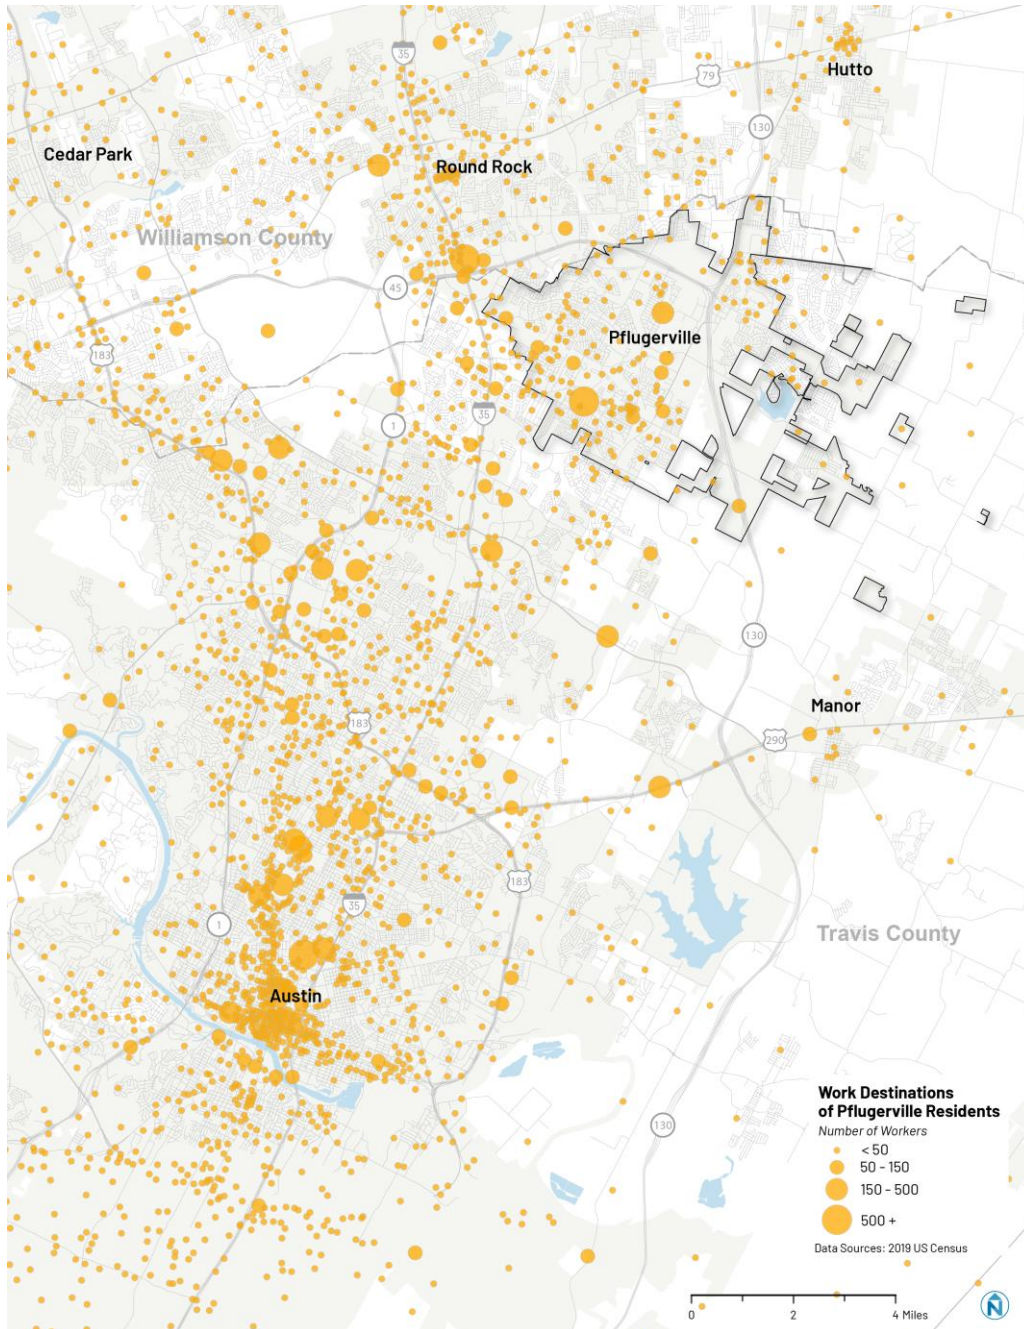 35
79
Hutto
130
Cedar Park
Round Rock
Williamson County
45
Pflugerville
183
35
1
130
Manor
183
290
183
35
1
Travis County
Austin
130
Work Destinations
of Pflugerville Residents
Number of Workers
< 50
50 - 150
150 - 500
500 +
Data Sources: 2019 US Census
0 2 4 Miles
N